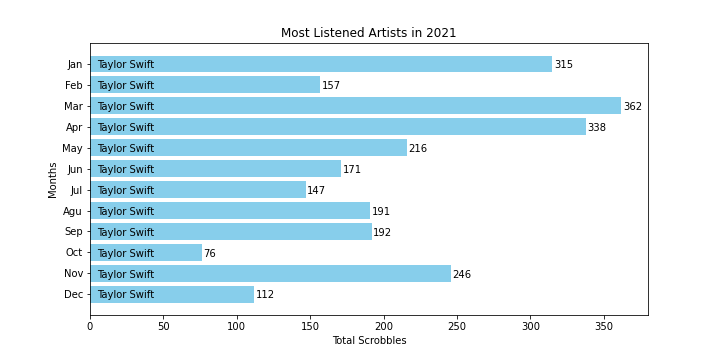 Most Listened Artists in 2021
Months
Jan Taylor Swift 315
Feb Taylor Swift 157
Mar Taylor Swift 362
Apr Taylor Swift 338
May Taylor Swift 216
Jun Taylor Swift 171
Jul Taylor Swift 147
Agu Taylor Swift 191
Sep Taylor Swift 192
Oct Taylor Swift 76
Nov Taylor Swift 246
Dec Taylor Swift 112
0 50 100 150 200 250 300 350
Total Scrobbles